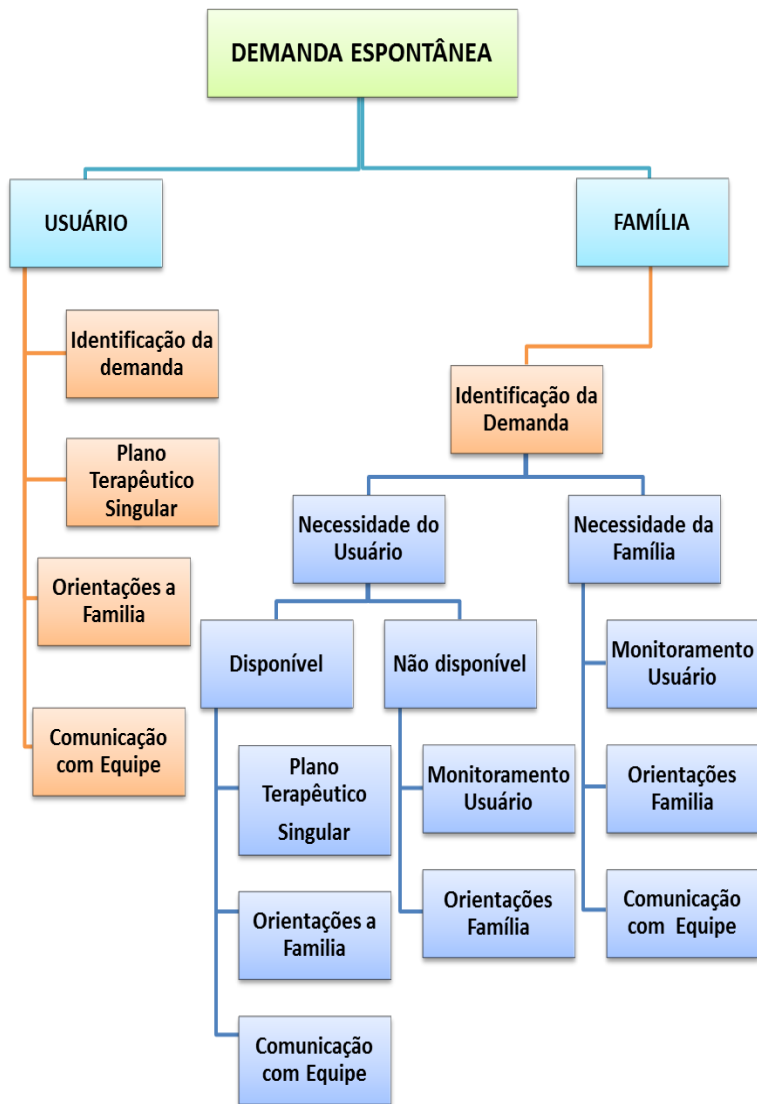 DEMANDA ESPONTÂNEA
USUÁRIO
FAMÍLIA
Identificação da
demanda
Plano
Terapêutico
Singular
Orientações a
Familia
Comunicação
com Equipe
Identificação da
Demanda
Necessidade do
Usuário
Necessidade da
Família
Disponível
Não disponível
Plano
Terapêutico
Singular
Orientações a
Familia
Comunicação
com Equipe
Monitoramento
Usuário
Orientações
Família
Monitoramento
Usuário
Orientações
Familia
Comunicação
com Equipe